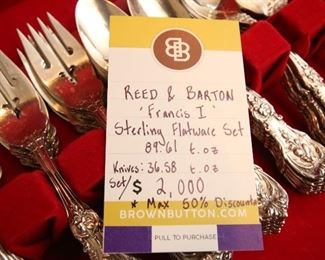 BB
REED & BARTON
'Francis I'
Sterling Flatware Set
89.61 t.oz
Knives: 36.58 t.oz
Set/$ 2,000
* Max 50% Discount
BROWNBUTTON.COM
PULL TO PURCHASE